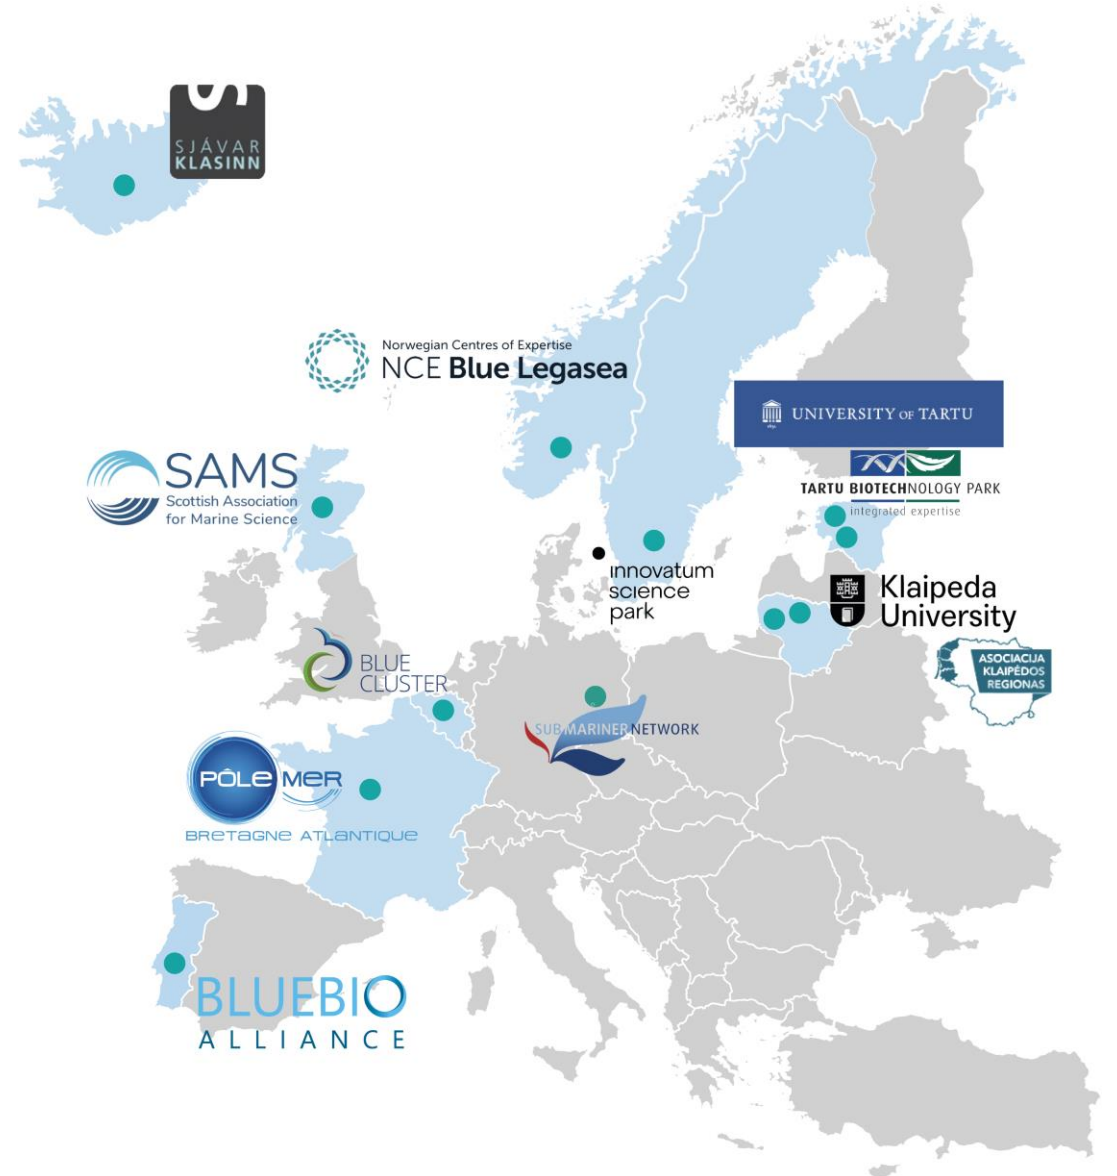 SJÁVAR
KLASINN
Norwegian Centres of Expertise
NCE Blue Legasea
UNIVERSITY OF TARTU
SAMS
Scottish Association
for Marine Science
TARTU BIOTECHNOLOGY PARK
integrated expertise
innovatum
science
park
Klaipeda
University
BLUE
CLUSTER
ASOCIACIJA
KLAIPĖDOS
REGIONAS
SUBMARINER NETWORK
PÔLE MER
BRETAGNE ATLANTIQUE
BLUEBIO
ALLIANCE